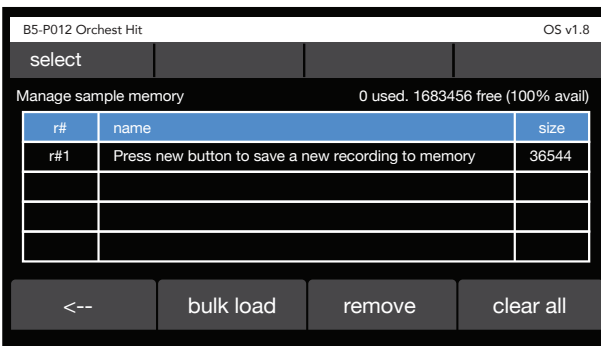 B5-P012 Orchest Hit OS v1.8
select
Manage sample memory 0 used. 1683456 free (100% avail)
r# name size
r#1 Press new button to save a new recording to memory 36544
<-- bulk load remove clear all